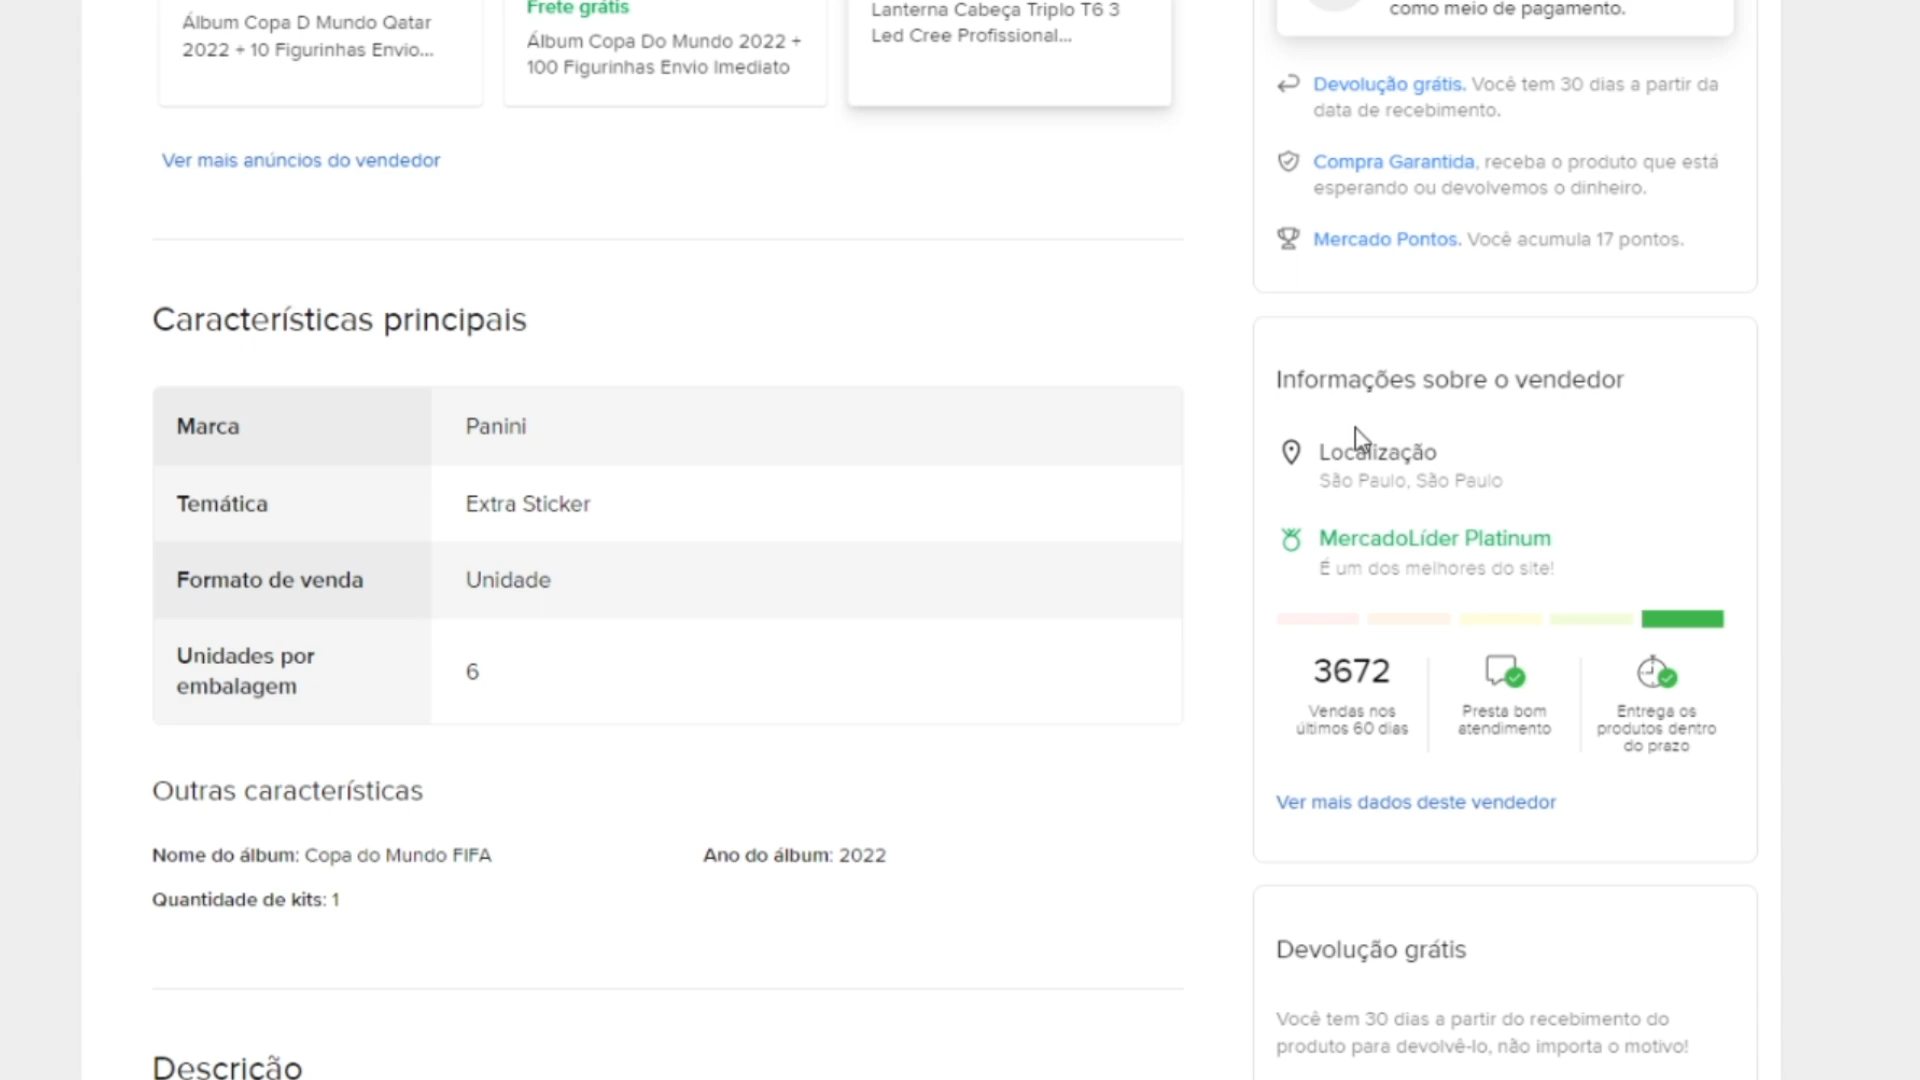 Álbum Copa D Mundo Qatar
2022 + 10 Figurinhas Envio...
Frete grátis
Álbum Copa Do Mundo 2022 +
100 Figurinhas Envio Imediato
Lanterna Cabeça Triplo T6 3
Led Cree Profissional...
Ver mais anúncios do vendedor
Características principais
Marca Panini
Temática Extra Sticker
Formato de venda Unidade
Unidades por
embalagem
6
Outras características
Nome do álbum: Copa do Mundo FIFA
Ano do álbum: 2022
Quantidade de kits: 1
Descrição
como meio de pagamento.
Devolução grátis. Você tem 30 dias a partir da
data de recebimento.
Compra Garantida, receba o produto que está
esperando ou devolvemos o dinheiro.
Mercado Pontos. Você acumula 17 pontos.
Informações sobre o vendedor
Localização
São Paulo, São Paulo
MercadoLíder Platinum
É um dos melhores do site!
3672
Vendas nos
últimos 60 dias
Presta bom
atendimento
Entrega os
produtos dentro
do prazo
Ver mais dados deste vendedor
Devolução grátis
Você tem 30 dias a partir do recebimento do
produto para devolvê-lo, não importa o motivo!